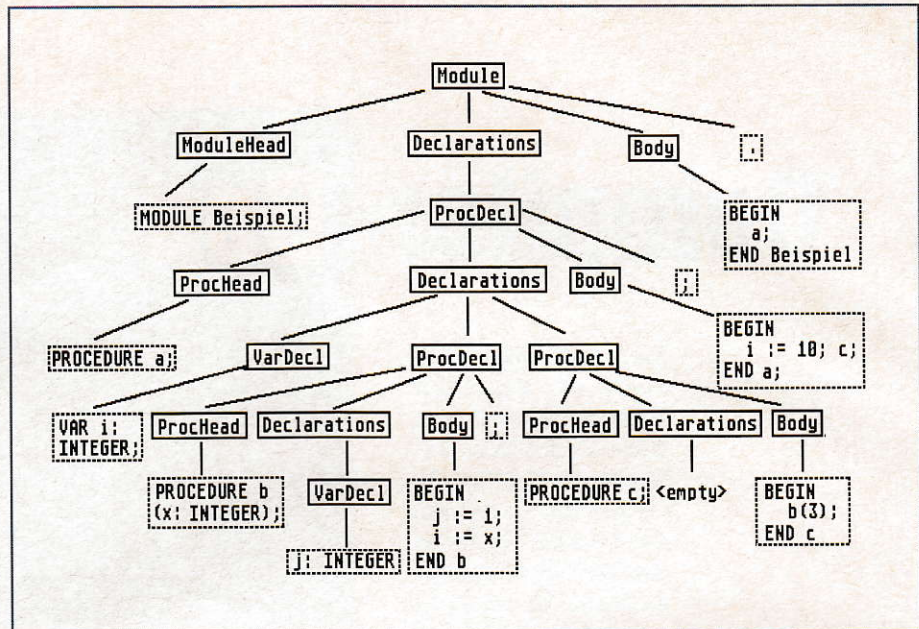 Module
ModuleHead
Declarations
Body
.
MODULE Beispiel;
ProcDecl
BEGIN
a;
END Beispiel
ProcHead
Declarations
Body
;
PROCEDURE a;
VarDecl
ProcDecl
ProcDecl
BEGIN
i := 10; c;
END a;
VAR i:
INTEGER;
ProcHead
Declarations
Body
;
ProcHead
Declarations
Body
PROCEDURE b
(x: INTEGER);
VarDecl
BEGIN
j := 1;
i := x;
END b
PROCEDURE c;
<empty>
BEGIN
b(3);
END c
j: INTEGER